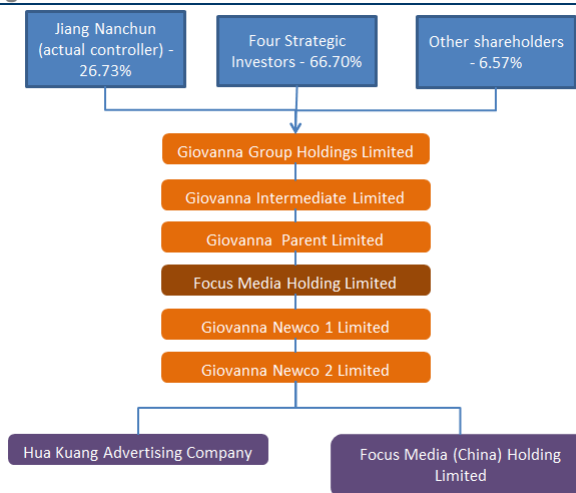 Jiang Nanchun
(actual controller) -
26.73%
Four Strategic
Investors - 66.70%
Other shareholders
- 6.57%
Giovanna Group Holdings Limited
Giovanna Intermediate Limited
Giovanna Parent Limited
Focus Media Holding Limited
Giovanna Newco 1 Limited
Giovanna Newco 2 Limited
Hua Kuang Advertising Company
Focus Media (China) Holding
Limited